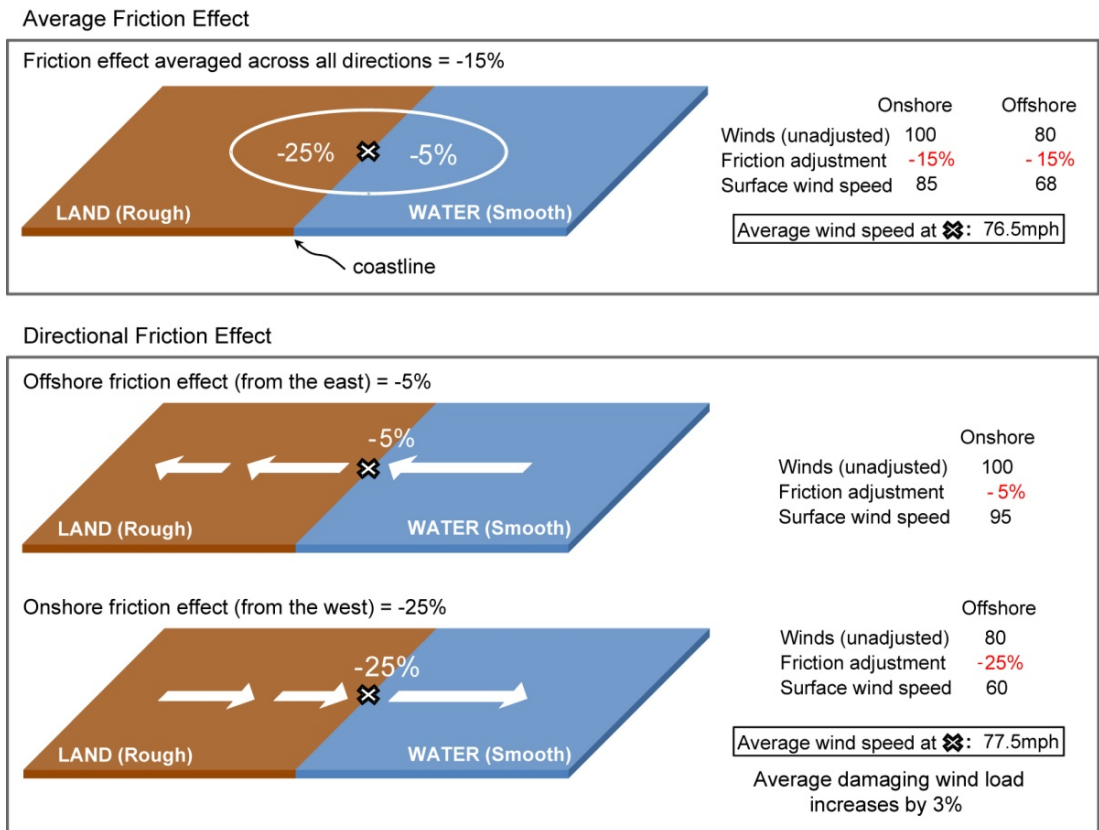 Average Friction Effect
Friction effect averaged across all directions = -15%
-25%
-5%
LAND (Rough)
WATER (Smooth)
coastline
Onshore Offshore
Winds (unadjusted) 100 80
Friction adjustment -15% - 15%
Surface wind speed 85 68
Average wind speed at ✖: 76.5mph
Directional Friction Effect
Offshore friction effect (from the east) = -5%
-5%
LAND (Rough)
WATER (Smooth)
Onshore
Winds (unadjusted) 100
Friction adjustment - 5%
Surface wind speed 95
Onshore friction effect (from the west) = -25%
-25%
LAND (Rough)
WATER (Smooth)
Offshore
Winds (unadjusted) 80
Friction adjustment -25%
Surface wind speed 60
Average wind speed at ✖: 77.5mph
Average damaging wind load
increases by 3%